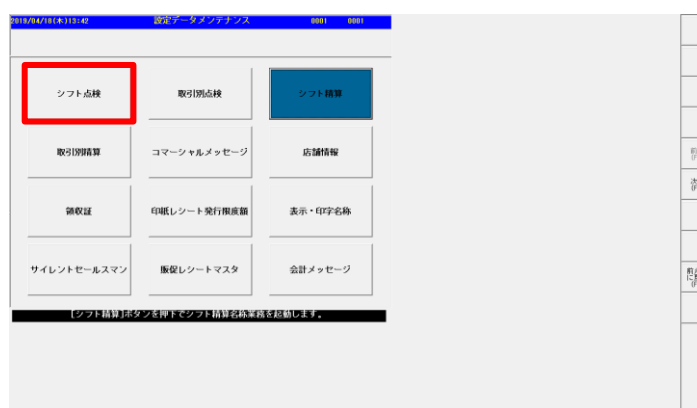 2019/04/18(木)13:42 設定データメンテナンス 0001 0001
シフト点検 取引別点検 シフト精算
取引別精算 コマーシャルメッセージ 店舗情報
領収証 印紙レシート発行限度額 表示・印字名称
サイレントセールスマン 販促レシートマスタ 会計メッセージ
[シフト精算]ボタンを押下でシフト精算名称業務を起動します。